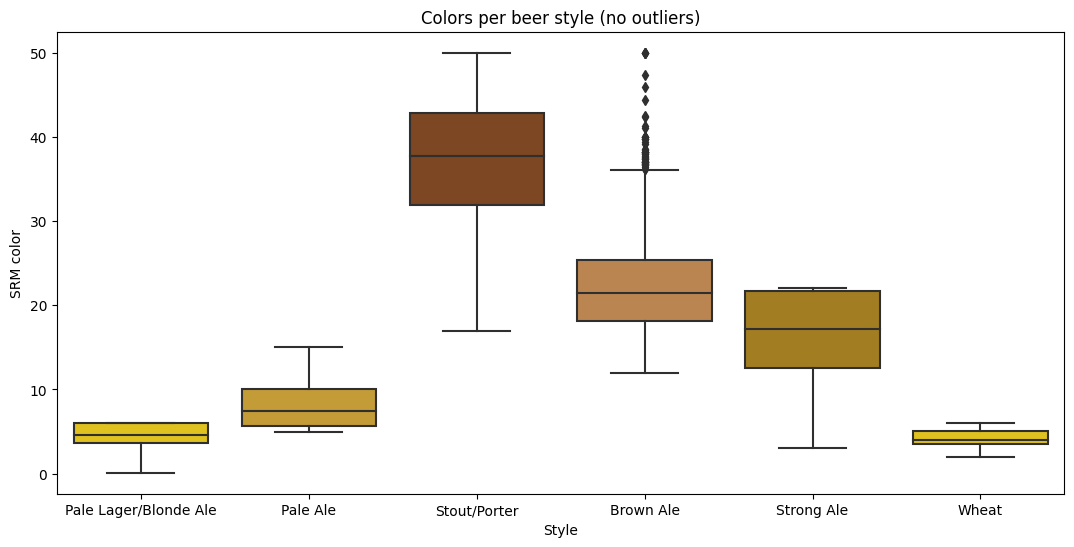 Colors per beer style (no outliers)
SRM color
50
40
30
20
10
0
Pale Lager/Blonde Ale Pale Ale Stout/Porter Brown Ale Strong Ale Wheat
Style